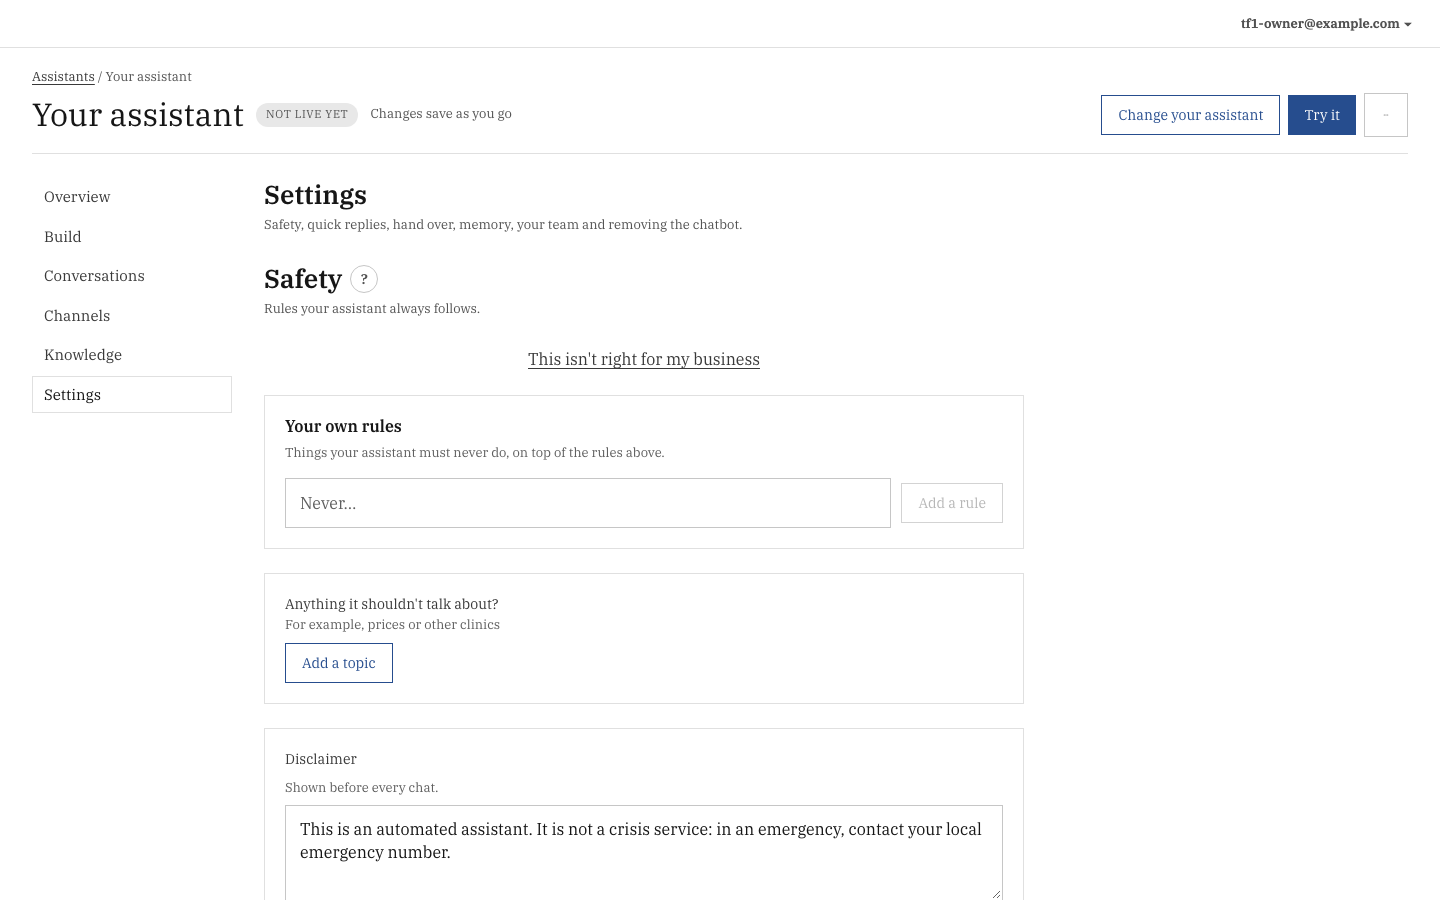 tf1-owner@example.com
Assistants / Your assistant
Your assistant
NOT LIVE YET
Changes save as you go
Change your assistant
Try it
Overview
Build
Conversations
Channels
Knowledge
Settings
Settings
Safety, quick replies, hand over, memory, your team and removing the chatbot.
Safety ?
Rules your assistant always follows.
This isn't right for my business
Your own rules
Things your assistant must never do, on top of the rules above.
Never...
Add a rule
Anything it shouldn't talk about?
For example, prices or other clinics
Add a topic
Disclaimer
Shown before every chat.
This is an automated assistant. It is not a crisis service: in an emergency, contact your local
emergency number.